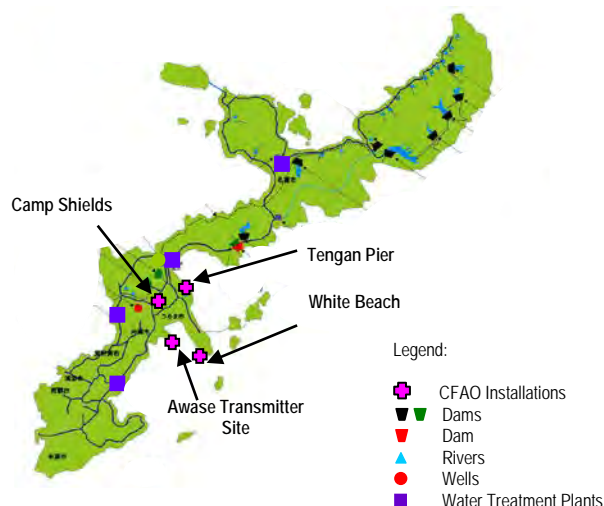 Camp Shields
Tengan Pier
White Beach
Awase Transmitter
Site
Legend:
CFAO Installations
Dams
Dam
Rivers
Wells
Water Treatment Plants